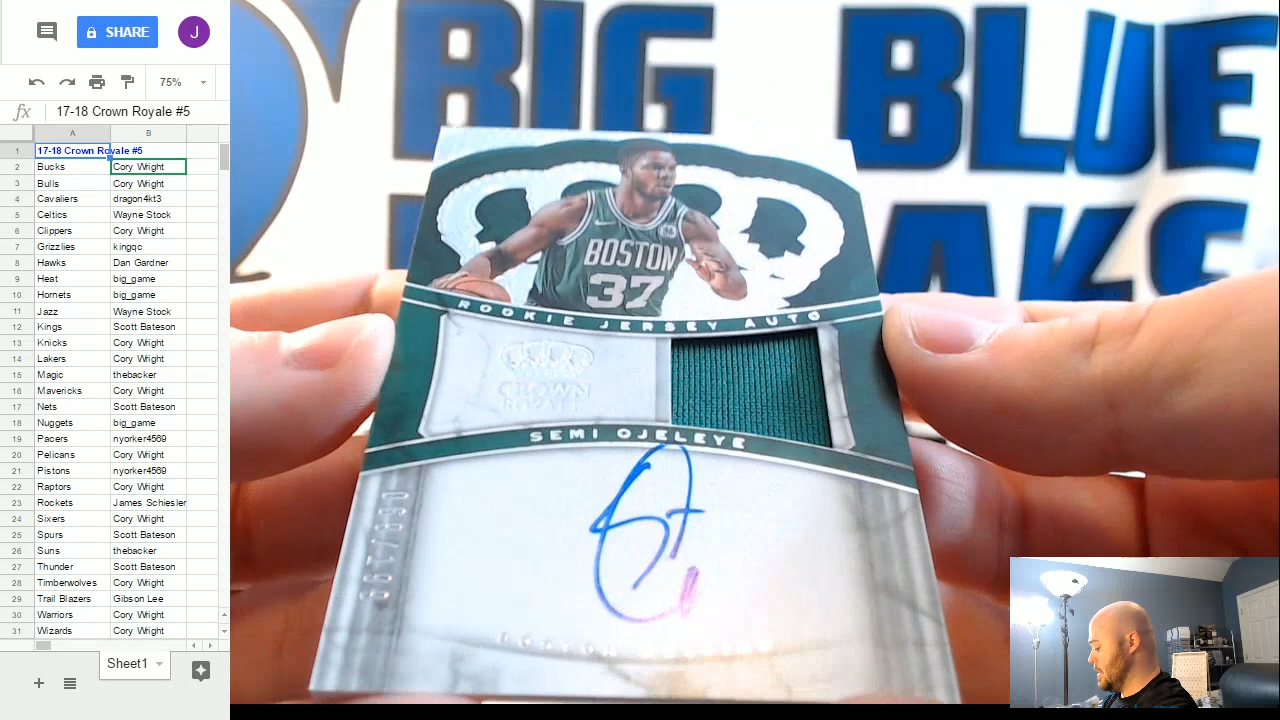 SHARE
J
75%
fx 17-18 Crown Royale #5
A B
1 17-18 Crown Royale #5
2 Bucks Cory Wright
3 Bulls Cory Wright
4 Cavaliers dragon4kt3
5 Celtics Wayne Stock
6 Clippers Cory Wright
7 Grizzlies kingqc
8 Hawks Dan Gardner
9 Heat big_game
10 Hornets big_game
11 Jazz Wayne Stock
12 Kings Scott Bateson
13 Knicks Cory Wright
14 Lakers Cory Wright
15 Magic thebacker
16 Mavericks Cory Wright
17 Nets Scott Bateson
18 Nuggets big_game
19 Pacers nyorker4569
20 Pelicans Cory Wright
21 Pistons nyorker4569
22 Raptors Cory Wright
23 Rockets James Schiesler
24 Sixers Cory Wright
25 Spurs Scott Bateson
26 Suns thebacker
27 Thunder Scott Bateson
28 Timberwolves Cory Wright
29 Trail Blazers Gibson Lee
30 Warriors Cory Wright
31 Wizards Cory Wright
Sheet1
BIG BLUE
BOSTON
37
ROOKIE JERSEY AUTO
CROWN
ROYALE
SEMI OJELEYE